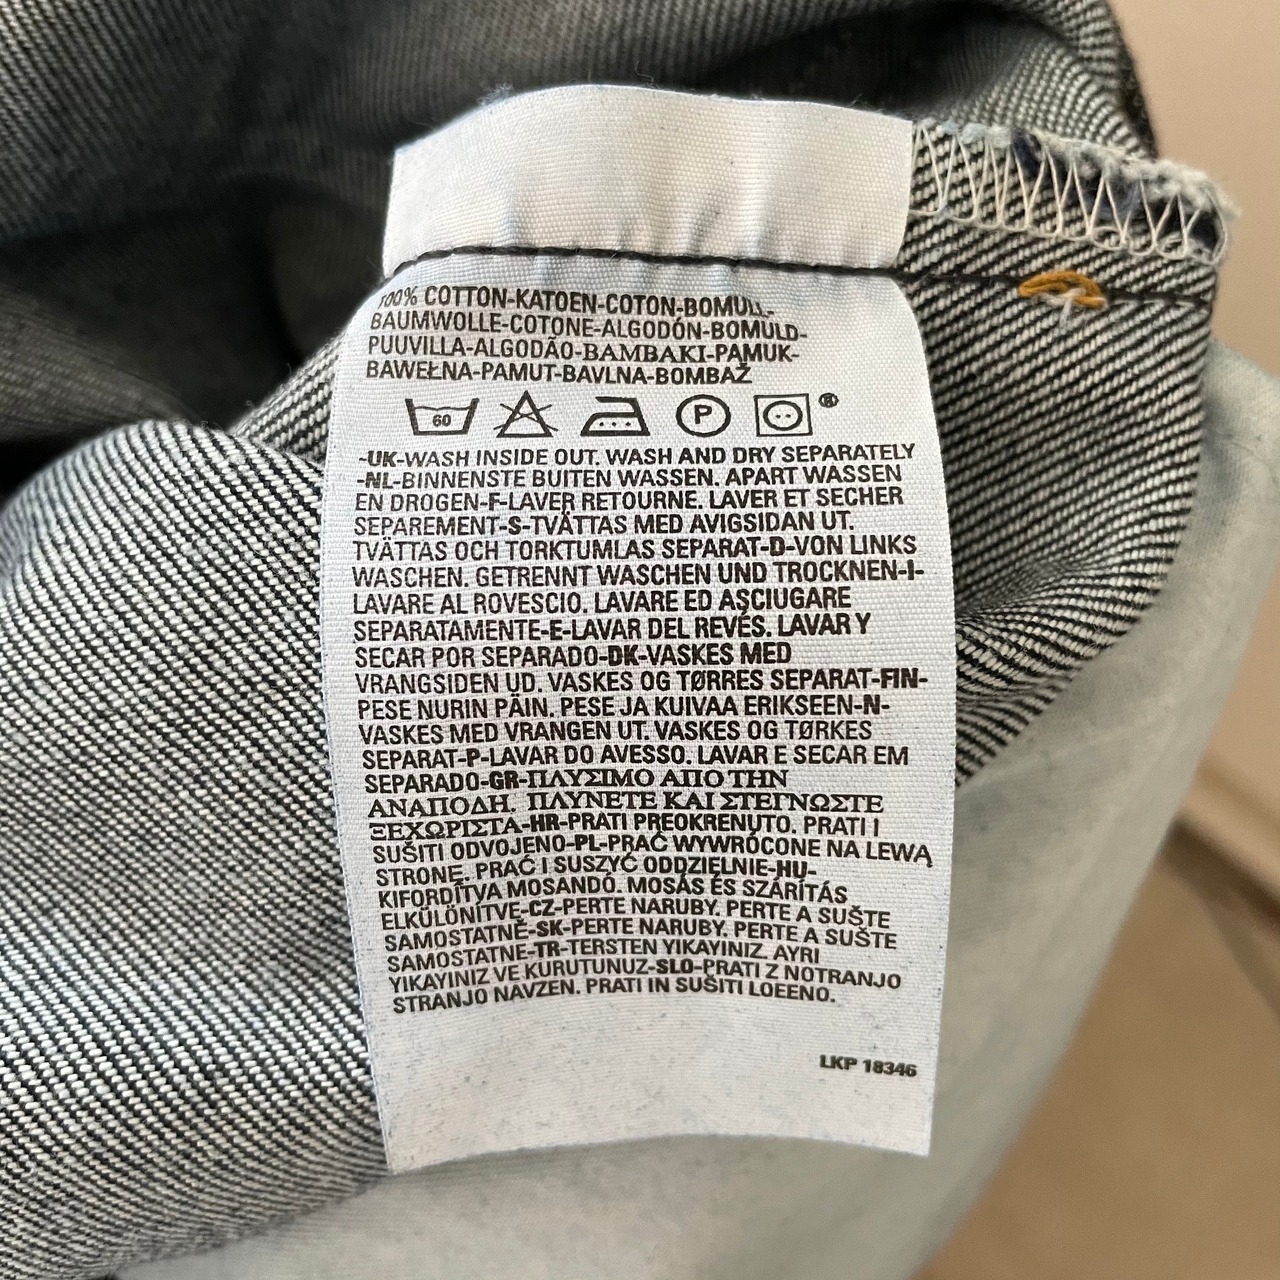 100% COTTON-KATOEN-COTON-BOMULL-
BAUMWOLLE-COTONE-ALGODÓN-BOMULD-
PUUVILLA-ALGODÃO-BAMBAKI-PAMUK-
BAWEŁNA-PAMUT-BAVLNA-BOMBAŽ
60 P ®
-UK-WASH INSIDE OUT. WASH AND DRY SEPARATELY
-NL-BINNENSTE BUITEN WASSEN. APART WASSEN
EN DROGEN-F-LAVER RETOURNE. LAVER ET SECHER
SEPAREMENT-S-TVÄTTAS MED AVIGSIDAN UT.
TVÄTTAS OCH TORKTUMLAS SEPARAT-D-VON LINKS
WASCHEN. GETRENNT WASCHEN UND TROCKNEN-I-
LAVARE AL ROVESCIO. LAVARE ED ASCIUGARE
SEPARATAMENTE-E-LAVAR DEL REVÉS. LAVAR Y
SECAR POR SEPARADO-DK-VASKES MED
VRANGSIDEN UD. VASKES OG TØRRES SEPARAT-FIN-
PESE NURIN PÄIN. PESE JA KUIVAA ERIKSEEN-N-
VASKES MED VRANGEN UT. VASKES OG TØRKES
SEPARAT-P-LAVAR DO AVESSO. LAVAR E SECAR EM
SEPARADO-GR-ΠΛΥΣΙΜΟ ΑΠΟ ΤΗΝ
ΑΝΑΠΟΔΗ. ΠΛΥΝΕΤΕ ΚΑΙ ΣΤΕΓΝΩΣΤΕ
ΞΕΧΩΡΙΣΤΑ-HR-PRATI PREOKRENUTO. PRATI I
SUŠITI ODVOJENO-PL-PRAĆ WYWRÓCONE NA LEWĄ
STRONĘ. PRAĆ I SUSZYĆ ODDZIELNIE-HU-
KIFORDÍTVA MOSANDÓ. MOSÁS ÉS SZÁRÍTÁS
ELKÜLÖNÍTVE-CZ-PERTE NARUBY. PERTE A SUŠTE
SAMOSTATNĚ-SK-PERTE NARUBY. PERTE A SUŠTE
SAMOSTATNE-TR-TERSTEN YIKAYINIZ. AYRI
YIKAYINIZ VE KURUTUNUZ-SLO-PRATI Z NOTRANJO
STRANJO NAVZEN. PRATI IN SUŠITI LOEENO.
LKP 18346